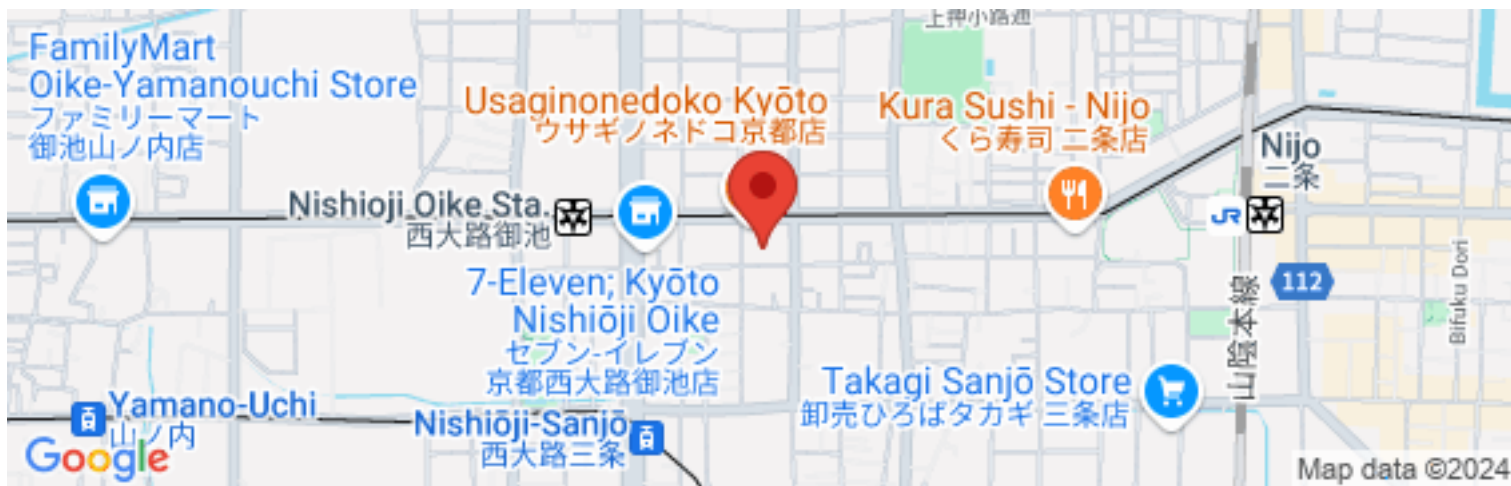 上押小路通
FamilyMart
Oike-Yamanouchi Store
ファミリーマート
御池山ノ内店
Usaginonedoko Kyōto
ウサギノネドコ京都店
Kura Sushi - Nijo
くら寿司 二条店
Nijo
二条
JR
Nishioji Oike Sta.
西大路御池
7-Eleven; Kyōto
Nishiōji Oike
セブン-イレブン
京都西大路御池店
112
Bifuku Dori
山陰本線
Takagi Sanjō Store
卸売ひろばタカギ 三条店
Yamano-Uchi
山ノ内
Nishiōji-Sanjō
西大路三条
Google
Map data ©2024